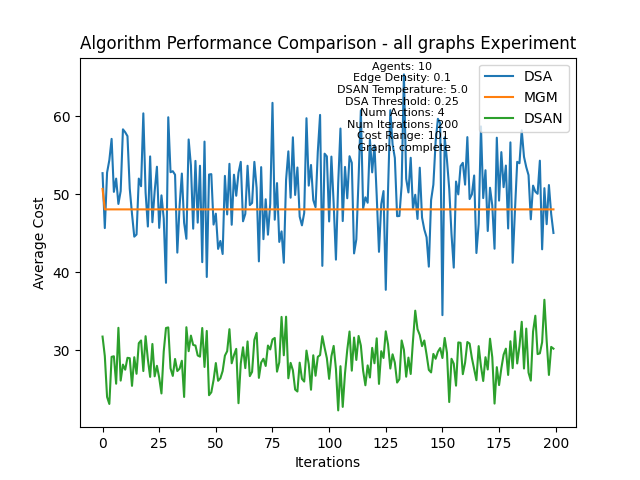 Algorithm Performance Comparison - all graphs Experiment
Agents: 10
Edge Density: 0.1
DSAN Temperature: 5.0
DSA Threshold: 0.25
Num Actions: 4
Num Iterations: 200
Cost Range: 101
Graph: complete
DSA
MGM
DSAN
Average Cost
60
50
40
30
0 25 50 75 100 125 150 175 200
Iterations